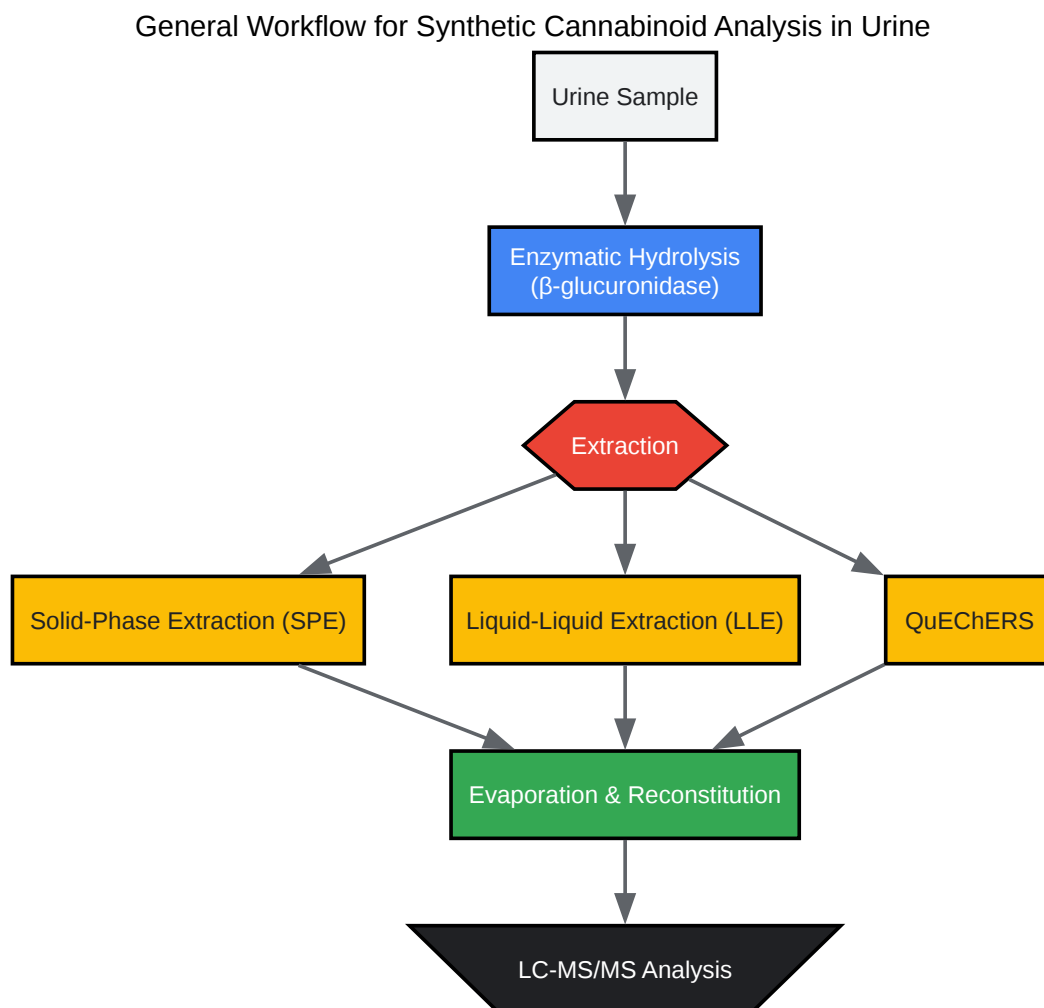 General Workflow for Synthetic Cannabinoid Analysis in Urine
Urine Sample
Enzymatic Hydrolysis
(β-glucuronidase)
Extraction
Solid-Phase Extraction (SPE)
Liquid-Liquid Extraction (LLE)
QuEChERS
Evaporation & Reconstitution
LC-MS/MS Analysis